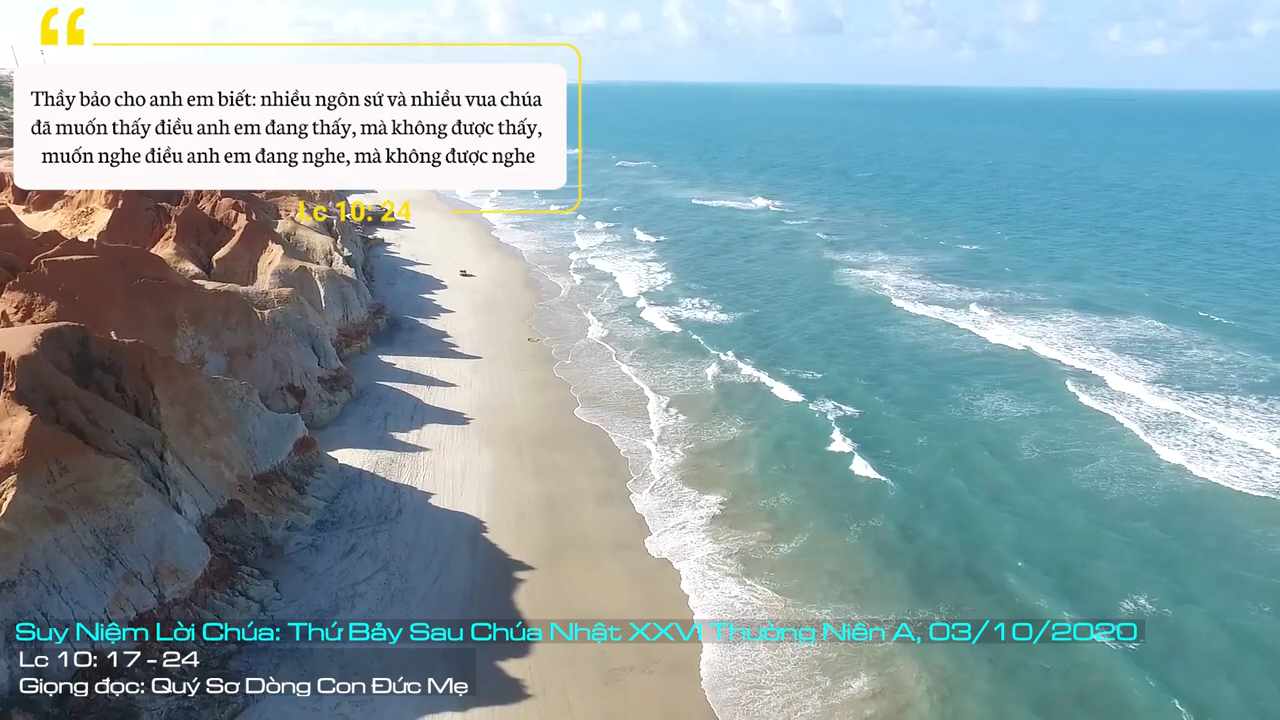 Thầy bảo cho anh em biết: nhiều ngôn sứ và nhiều vua chúa
đã muốn thấy điều anh em đang thấy, mà không được thấy,
muốn nghe điều anh em đang nghe, mà không được nghe
Lc 10: 24
Suy Niệm Lời Chúa: Thứ Bảy Sau Chúa Nhật XXVI Thường Niên A, 03/10/2020
Lc 10: 17 - 24
Giọng đọc: Quý Sơ Dòng Con Đức Mẹ